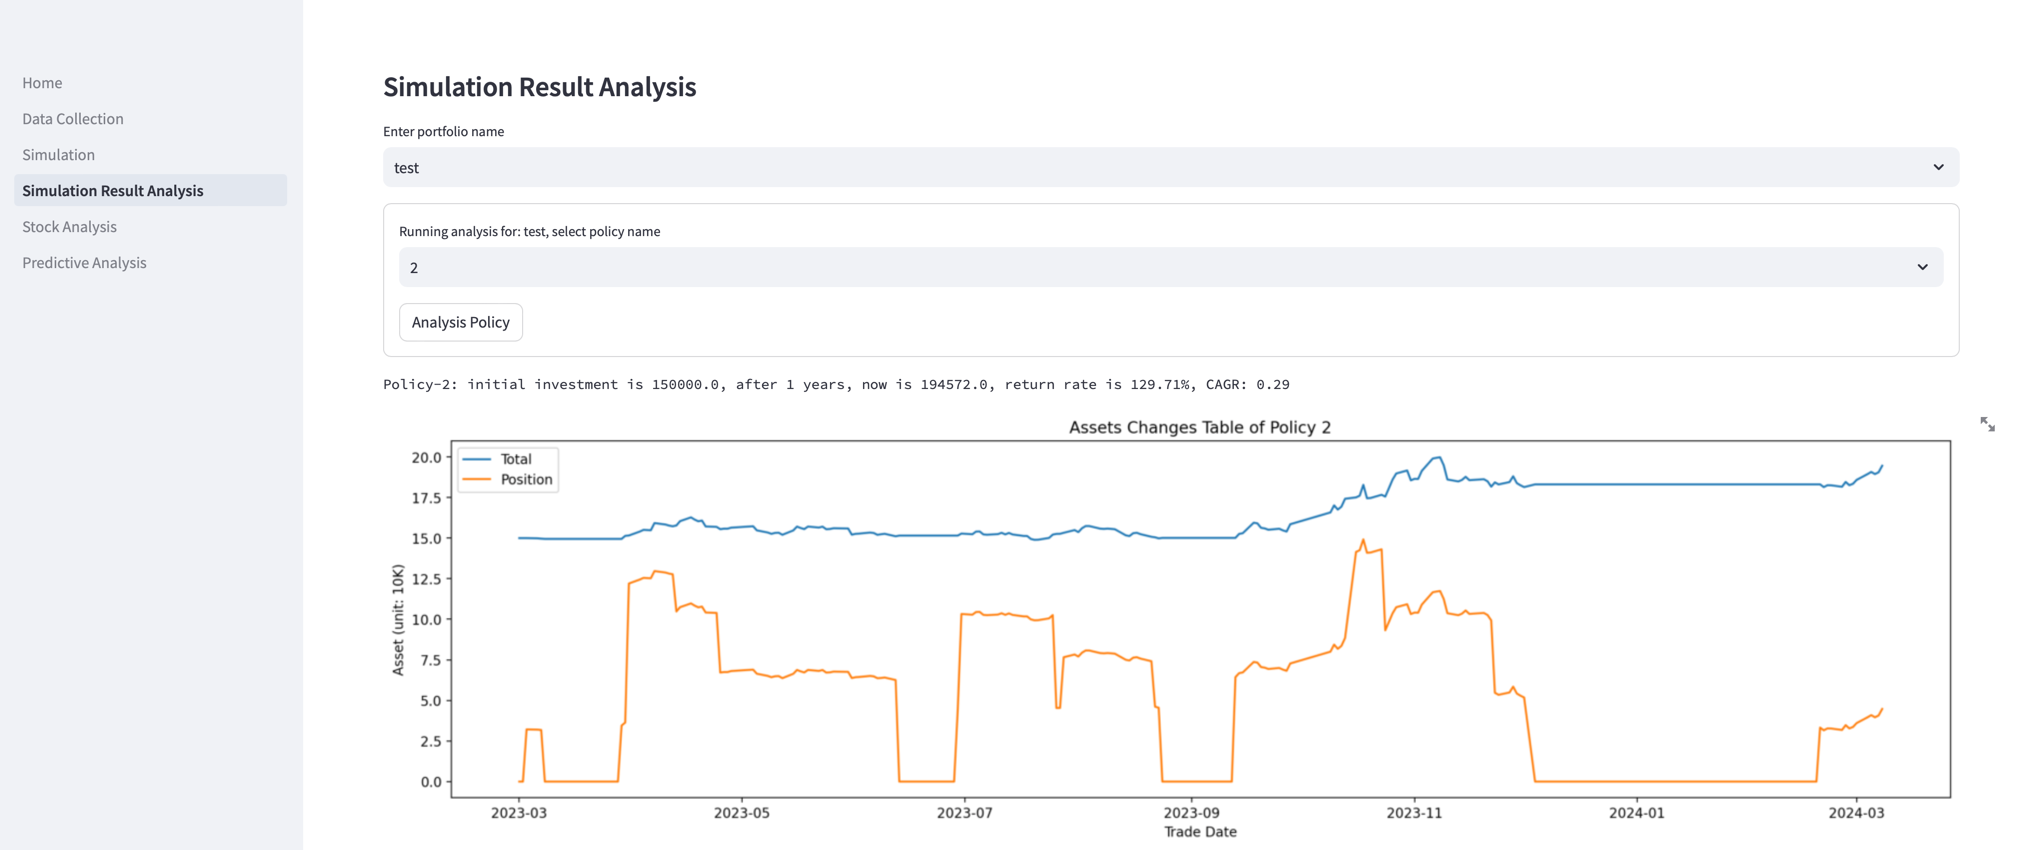 Home
Data Collection
Simulation
Simulation Result Analysis
Stock Analysis
Predictive Analysis
Simulation Result Analysis
Enter portfolio name
test
Running analysis for: test, select policy name
2
Analysis Policy
Policy-2: initial investment is 150000.0, after 1 years, now is 194572.0, return rate is 129.71%, CAGR: 0.29
Assets Changes Table of Policy 2
Total
Position
Asset (unit: 10K)
20.0
17.5
15.0
12.5
10.0
7.5
5.0
2.5
0.0
2023-03
2023-05
2023-07
2023-09
2023-11
2024-01
2024-03
Trade Date